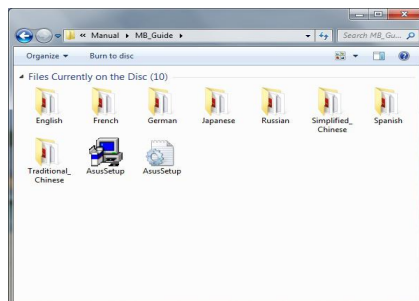 « Manual ▸ MB_Guide ▸
Search MB_Gu...
Organize ▾ Burn to disc
Files Currently on the Disc (10)
English French German Japanese Russian Simplified_ Spanish
Chinese
Traditional_ AsusSetup AsusSetup
Chinese